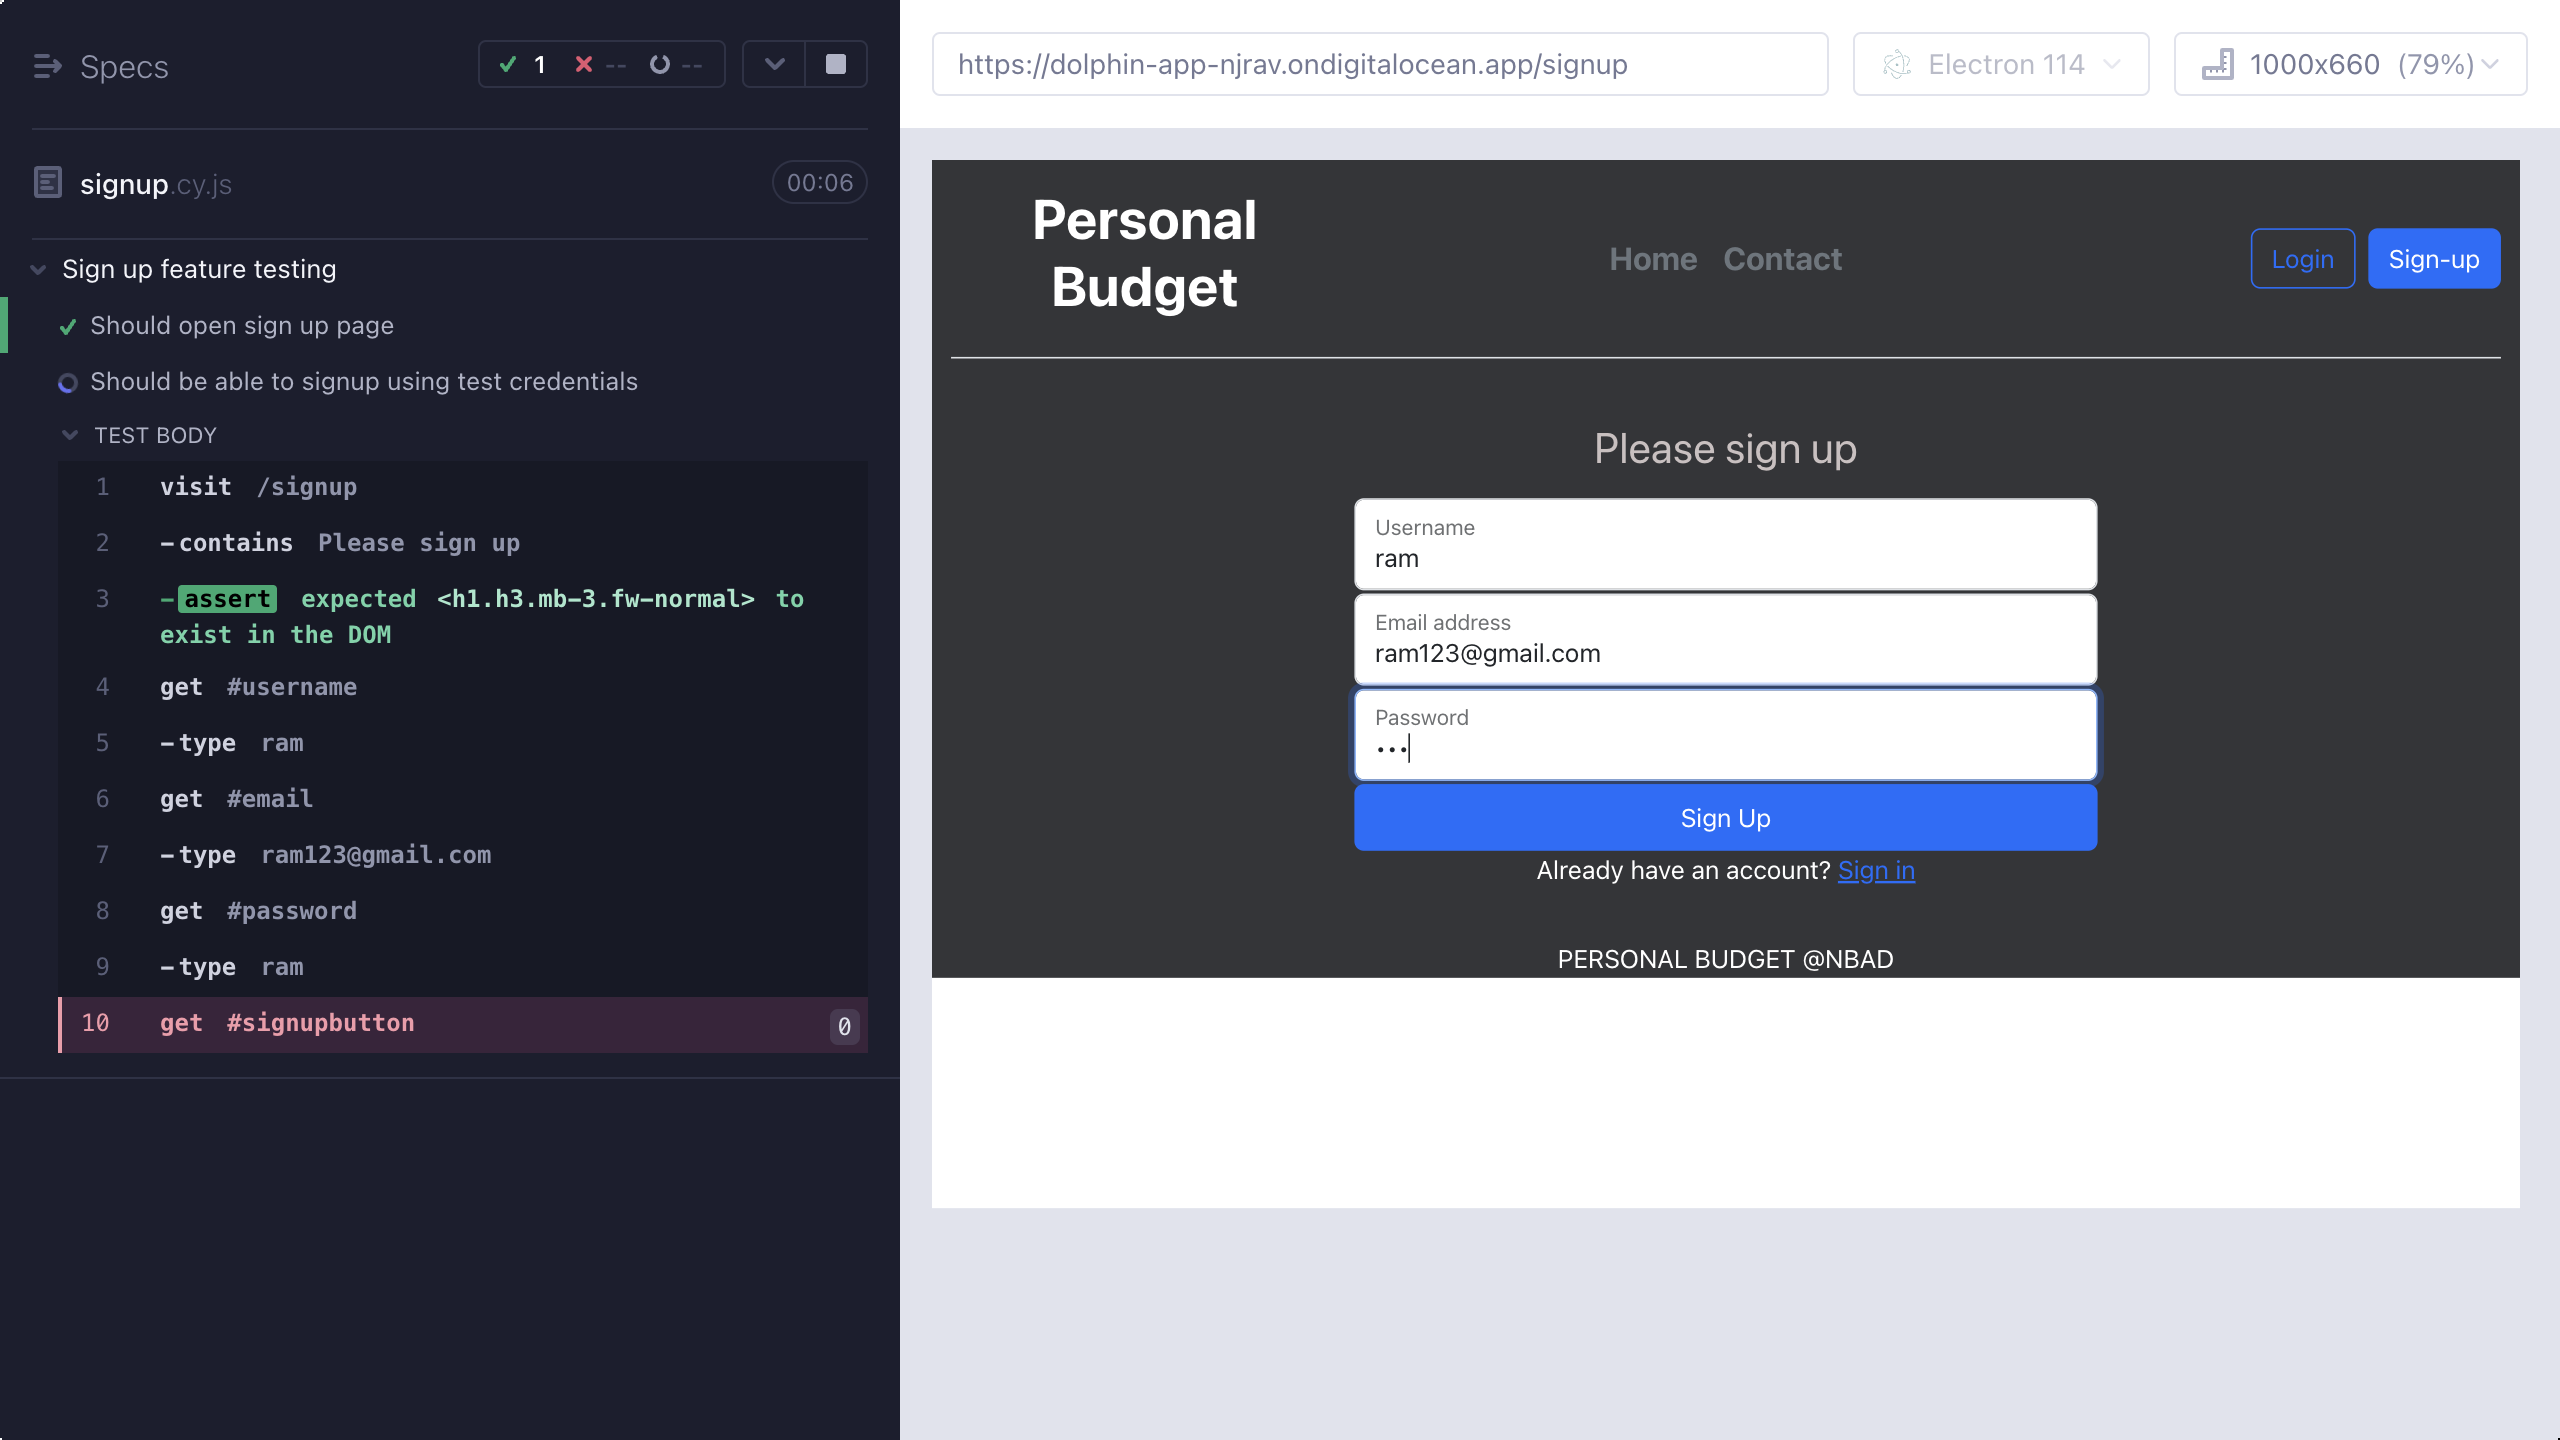 Specs
1 -- --
signup.cy.js
00:06
Sign up feature testing
Should open sign up page
Should be able to signup using test credentials
TEST BODY
1 visit /signup
2 -contains Please sign up
3 -assert expected <h1.h3.mb-3.fw-normal> to
exist in the DOM
4 get #username
5 -type ram
6 get #email
7 -type ram123@gmail.com
8 get #password
9 -type ram
10 get #signupbutton 0
https://dolphin-app-njrav.ondigitalocean.app/signup
Electron 114
1000x660 (79%)
Personal
Budget
Home Contact
Login
Sign-up
Please sign up
Username
ram
Email address
ram123@gmail.com
Password
•••
Sign Up
Already have an account? Sign in
PERSONAL BUDGET @NBAD